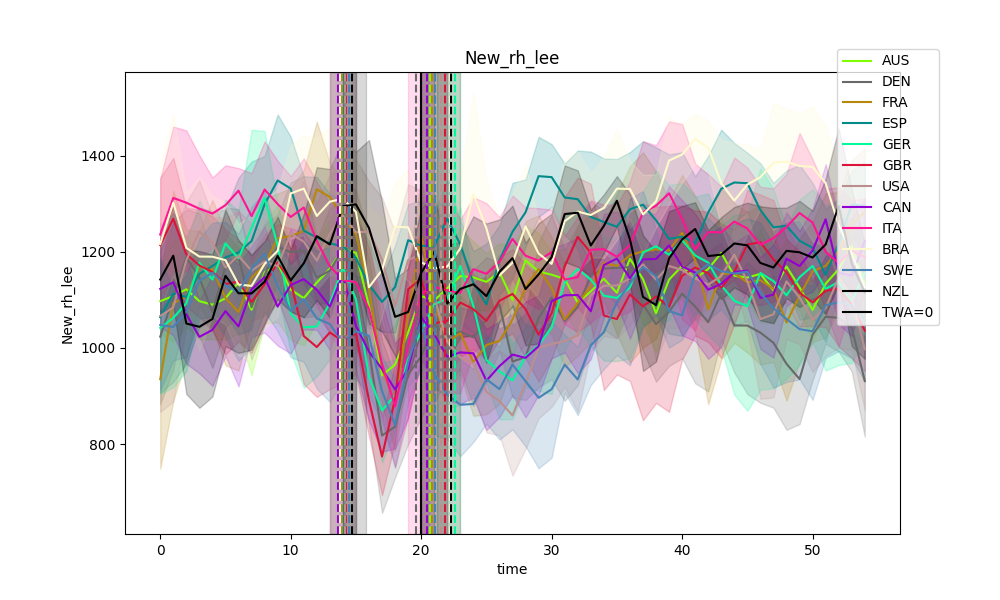 New_rh_lee
1400
1200
1000
800
New_rh_lee
0
10
20
30
40
50
time
AUS
DEN
FRA
ESP
GER
GBR
USA
CAN
ITA
BRA
SWE
NZL
TWA=0